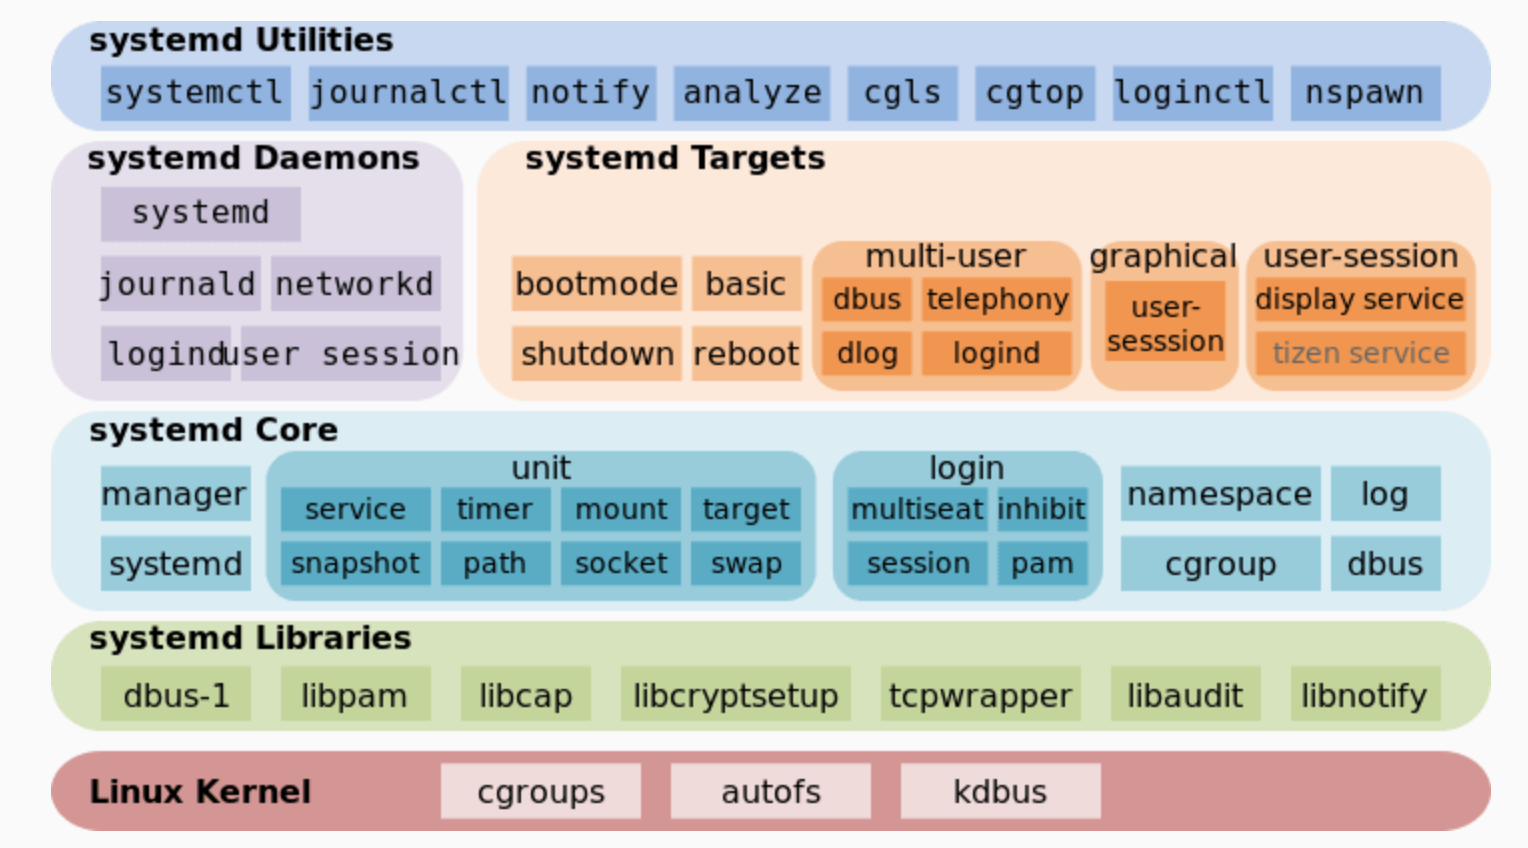 systemd Utilities
systemctl journalctl notify analyze cgls cgtop loginctl nspawn
systemd Daemons
systemd
journald networkd
logind user session
systemd Targets
bootmode basic
shutdown reboot
multi-user
dbus telephony
dlog logind
graphical
user-
sesssion
user-session
display service
tizen service
systemd Core
manager
systemd
unit
service timer mount target
snapshot path socket swap
login
multiseat inhibit
session pam
namespace log
cgroup dbus
systemd Libraries
dbus-1 libpam libcap libcryptsetup tcpwrapper libaudit libnotify
Linux Kernel cgroups autofs kdbus